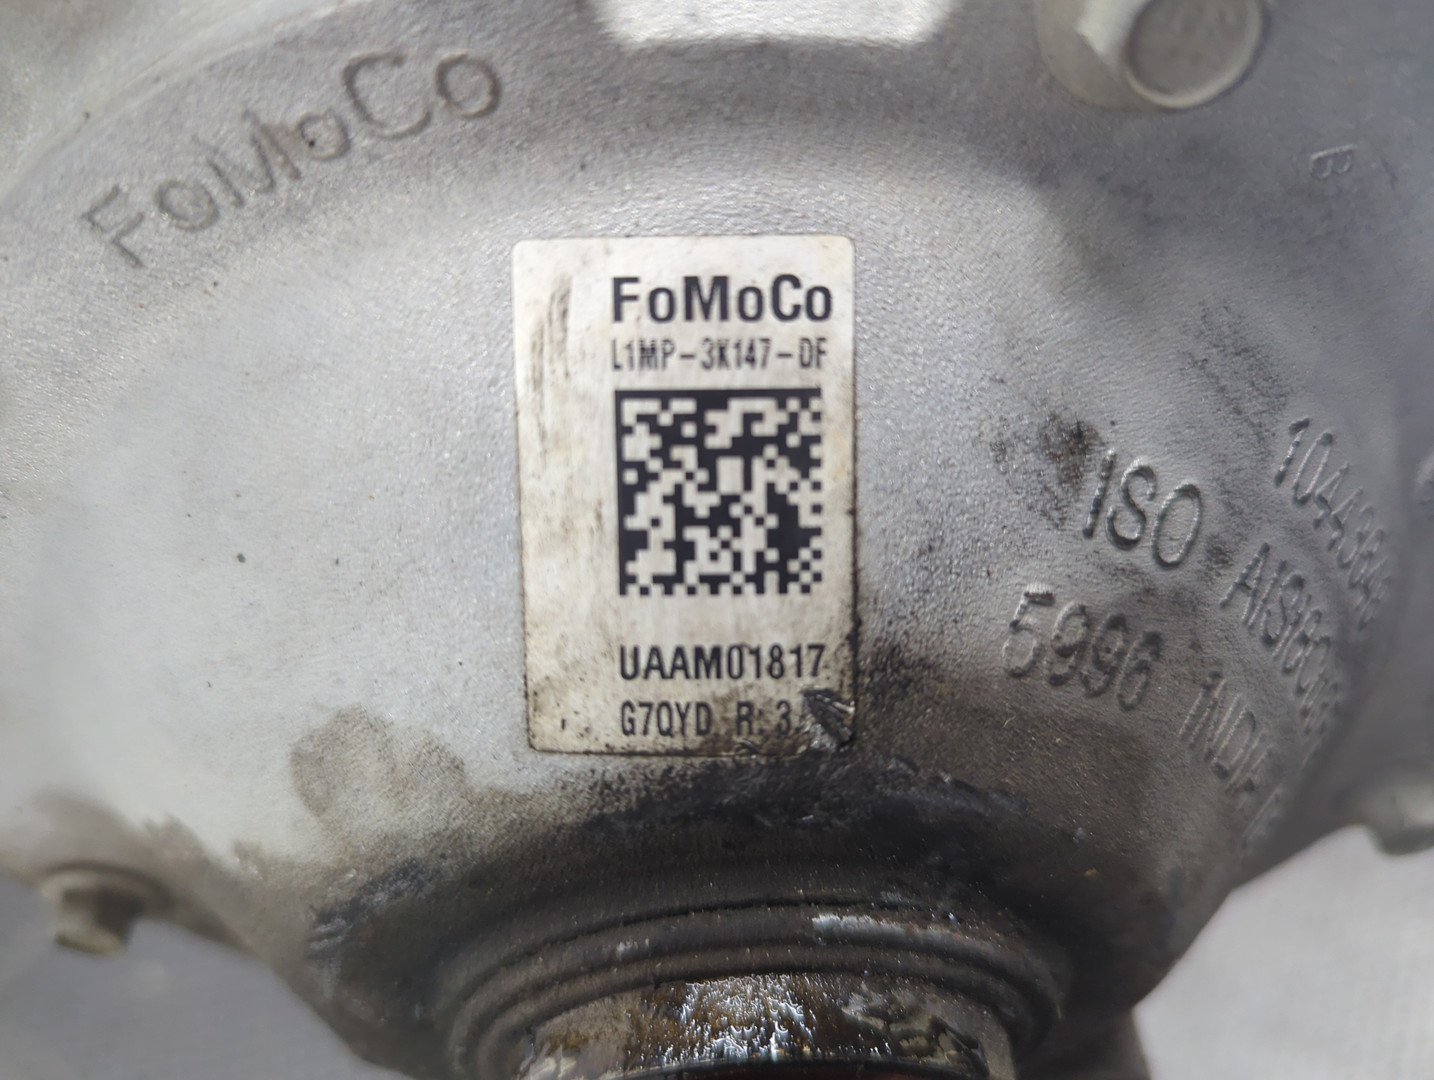 FoMoCo
FoMoCo
L1MP-3K147-DF
UAAM01817
G7QYD R: 3.
ISO
5996
B